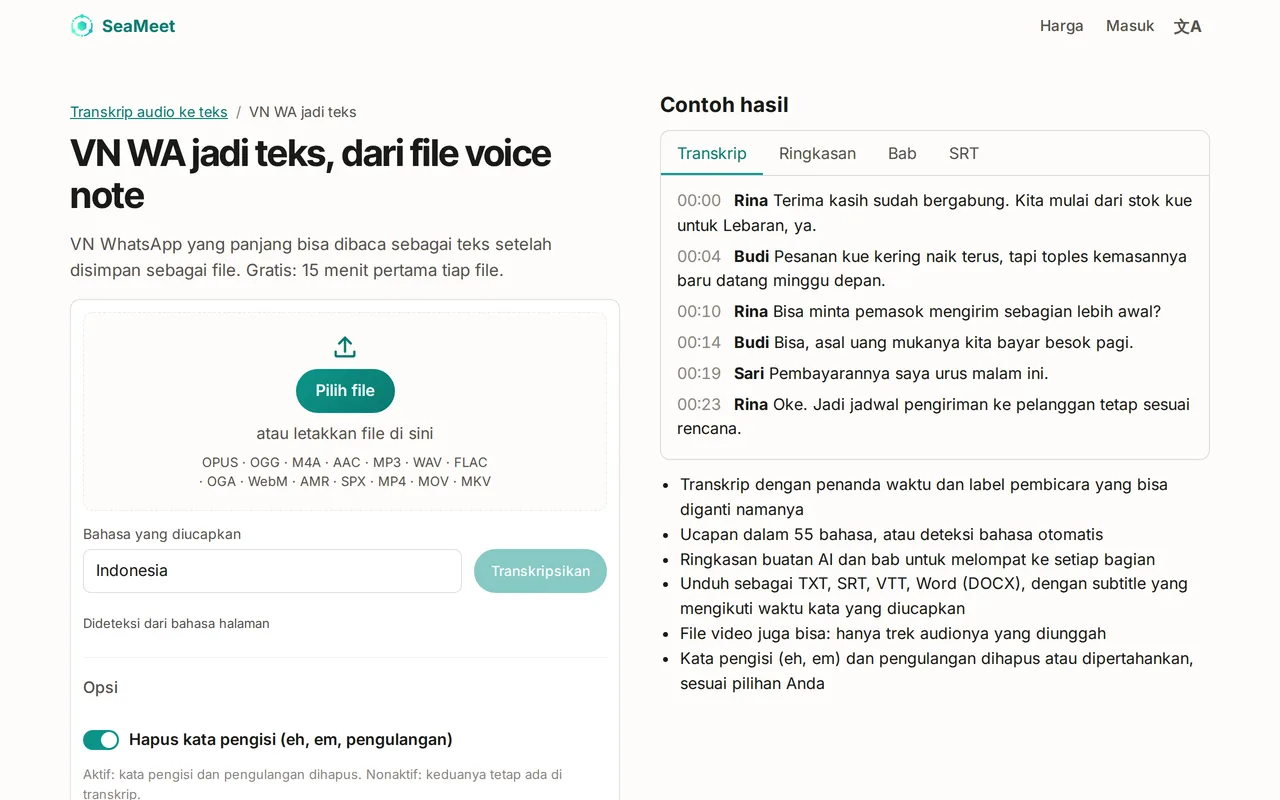 SeaMeet
Harga
Masuk
文A
Transkrip audio ke teks / VN WA jadi teks
VN WA jadi teks, dari file voice
note
VN WhatsApp yang panjang bisa dibaca sebagai teks setelah
disimpan sebagai file. Gratis: 15 menit pertama tiap file.
Pilih file
atau letakkan file di sini
OPUS · OGG · M4A · AAC · MP3 · WAV · FLAC
· OGA · WebM · AMR · SPX · MP4 · MOV · MKV
Bahasa yang diucapkan
Indonesia
Transkripsikan
Dideteksi dari bahasa halaman
Opsi
Hapus kata pengisi (eh, em, pengulangan)
Aktif: kata pengisi dan pengulangan dihapus. Nonaktif: keduanya tetap ada di
transkrip.
Contoh hasil
Transkrip
Ringkasan
Bab
SRT
00:00 Rina Terima kasih sudah bergabung. Kita mulai dari stok kue
untuk Lebaran, ya.
00:04 Budi Pesanan kue kering naik terus, tapi toples kemasannya
baru datang minggu depan.
00:10 Rina Bisa minta pemasok mengirim sebagian lebih awal?
00:14 Budi Bisa, asal uang mukanya kita bayar besok pagi.
00:19 Sari Pembayarannya saya urus malam ini.
00:23 Rina Oke. Jadi jadwal pengiriman ke pelanggan tetap sesuai
rencana.
• Transkrip dengan penanda waktu dan label pembicara yang bisa
diganti namanya
• Ucapan dalam 55 bahasa, atau deteksi bahasa otomatis
• Ringkasan buatan AI dan bab untuk melompat ke setiap bagian
• Unduh sebagai TXT, SRT, VTT, Word (DOCX), dengan subtitle yang
mengikuti waktu kata yang diucapkan
• File video juga bisa: hanya trek audionya yang diunggah
• Kata pengisi (eh, em) dan pengulangan dihapus atau dipertahankan,
sesuai pilihan Anda